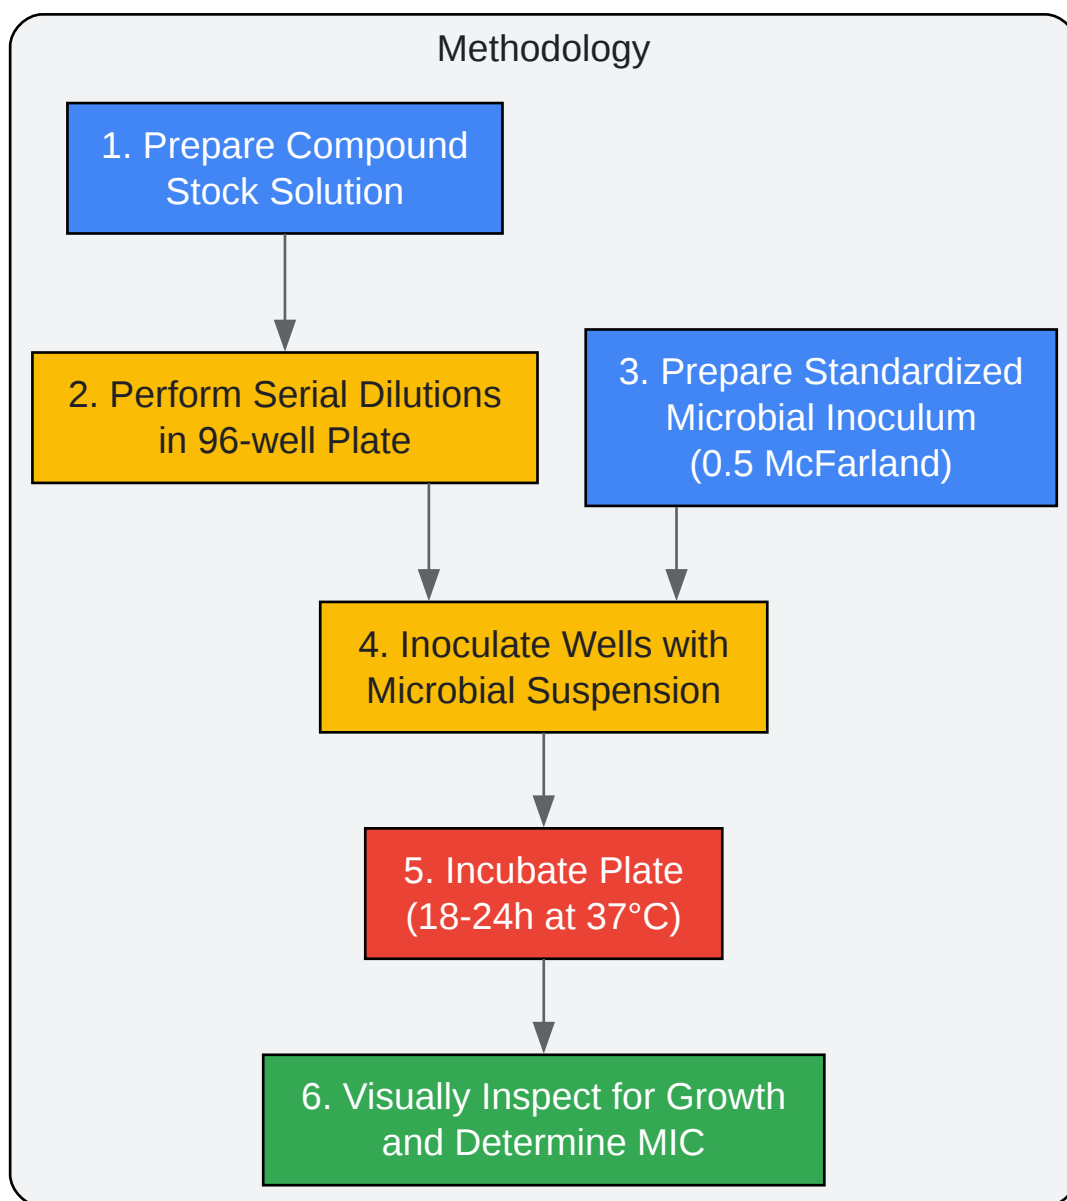 Methodology
1. Prepare Compound
Stock Solution
2. Perform Serial Dilutions
in 96-well Plate
3. Prepare Standardized
Microbial Inoculum
(0.5 McFarland)
4. Inoculate Wells with
Microbial Suspension
5. Incubate Plate
(18-24h at 37°C)
6. Visually Inspect for Growth
and Determine MIC